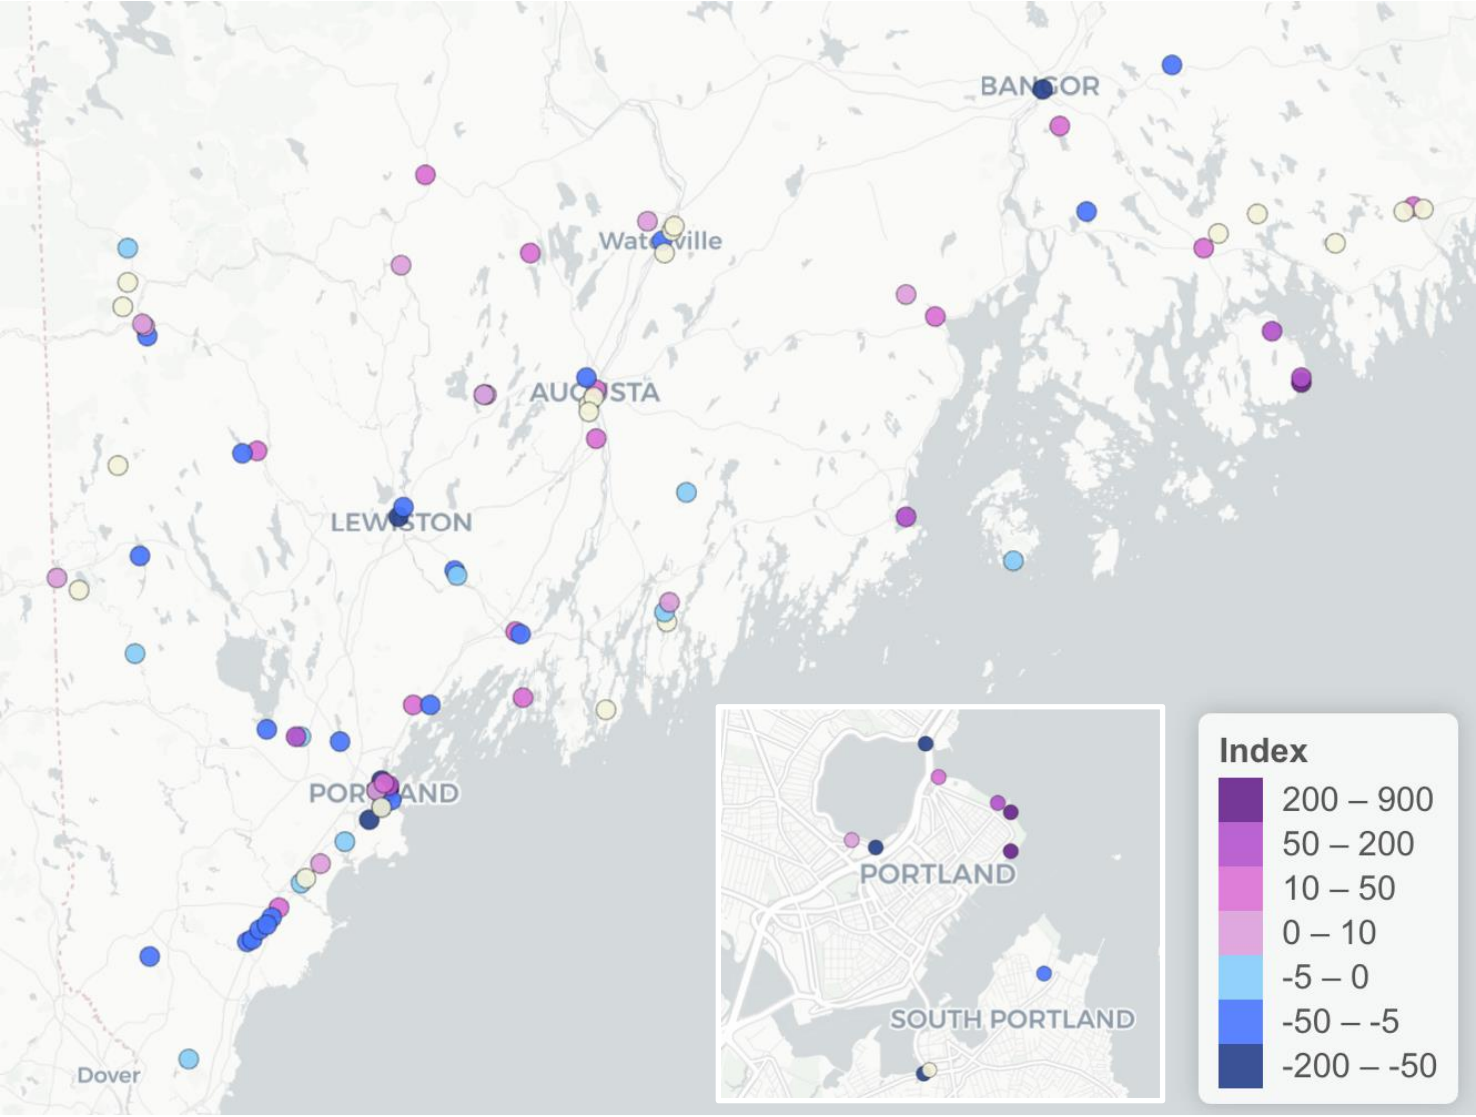 BANGOR
Waterville
AUGUSTA
LEWISTON
PORTLAND
Dover
PORTLAND
SOUTH PORTLAND
Index
200 – 900
50 – 200
10 – 50
0 – 10
-5 – 0
-50 – -5
-200 – -50